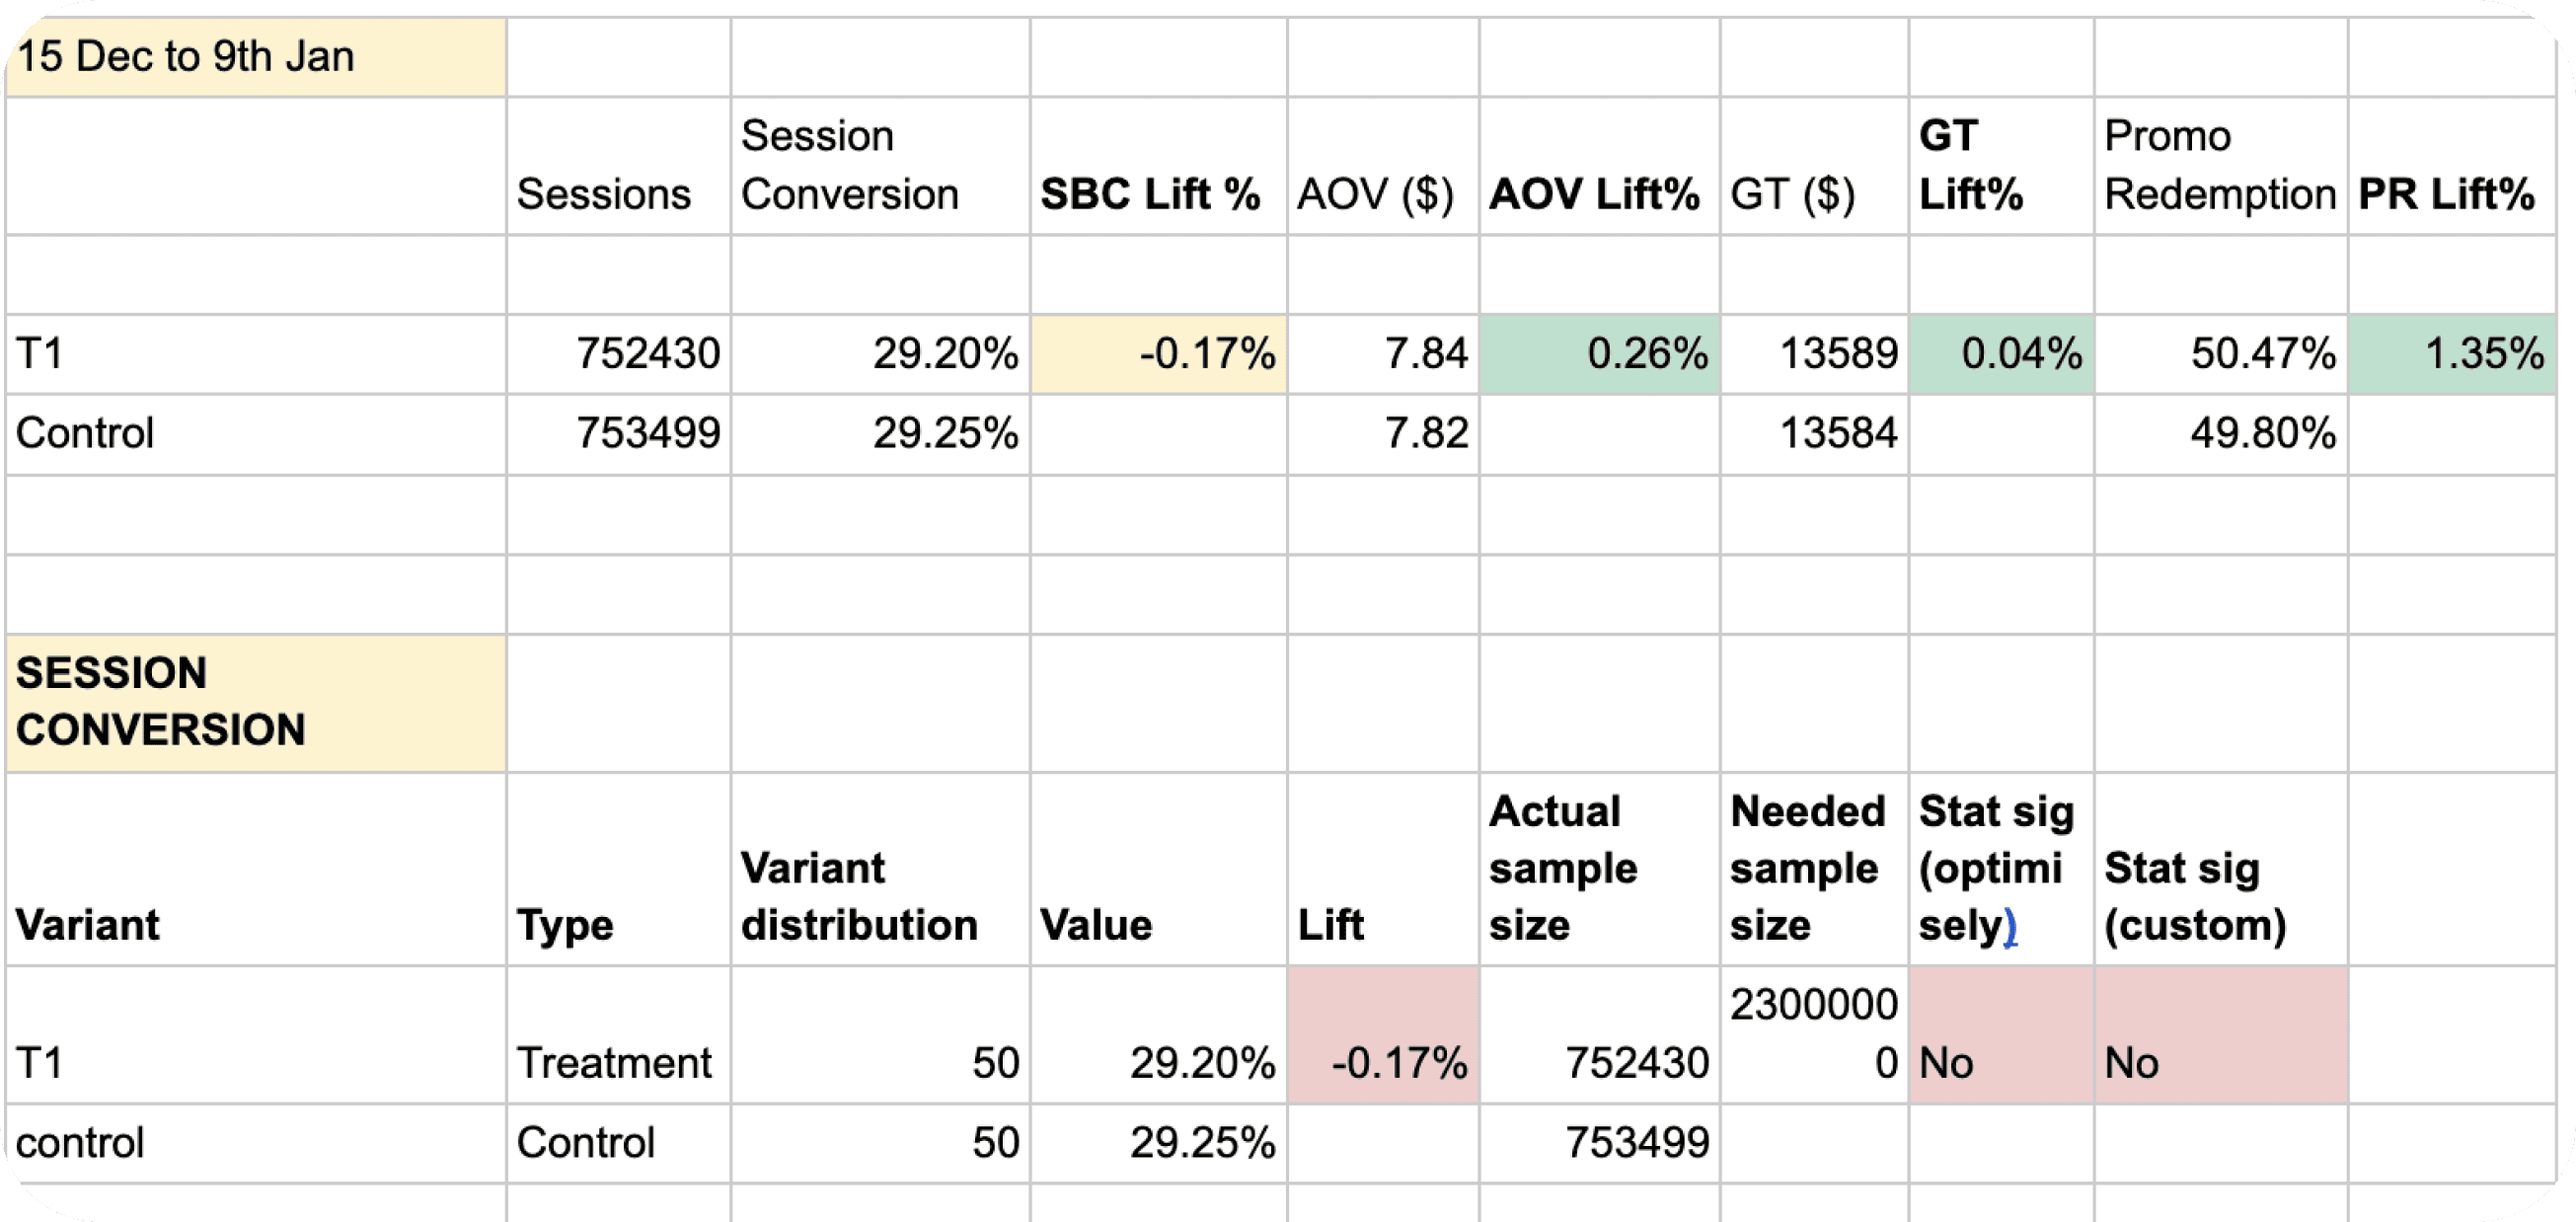 15 Dec to 9th Jan
Sessions
Session
Conversion
SBC Lift %
AOV ($)
AOV Lift%
GT ($)
GT
Lift%
Promo
Redemption
PR Lift%
T1 752430 29.20% -0.17% 7.84 0.26% 13589 0.04% 50.47% 1.35%
Control 753499 29.25% 7.82 13584 49.80%
SESSION
CONVERSION
Variant
Type
Variant
distribution
Value
Lift
Actual
sample
size
Needed
sample
size
Stat sig
(optimi
sely)
Stat sig
(custom)
T1 Treatment 50 29.20% -0.17% 752430
2300000
0
No No
control Control 50 29.25% 753499